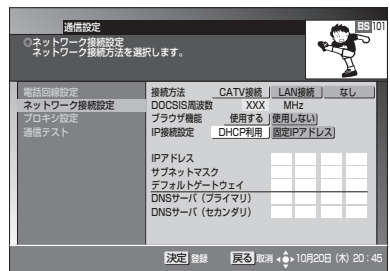 通信設定
BS101
◎ネットワーク接続設定
ネットワーク接続方法を選択します。
電話回線設定
ネットワーク接続設定
プロキシ設定
通信テスト
接続方法 CATV接続 LAN接続 なし
DOCSIS周波数 XXX MHz
ブラウザ機能 使用する 使用しない
IP接続設定 DHCP利用 固定IPアドレス
IPアドレス
サブネットマスク
デフォルトゲートウェイ
DNSサーバ（プライマリ）
DNSサーバ（セカンダリ）
決定 登録 戻る 取消 10月20日（木）20：45